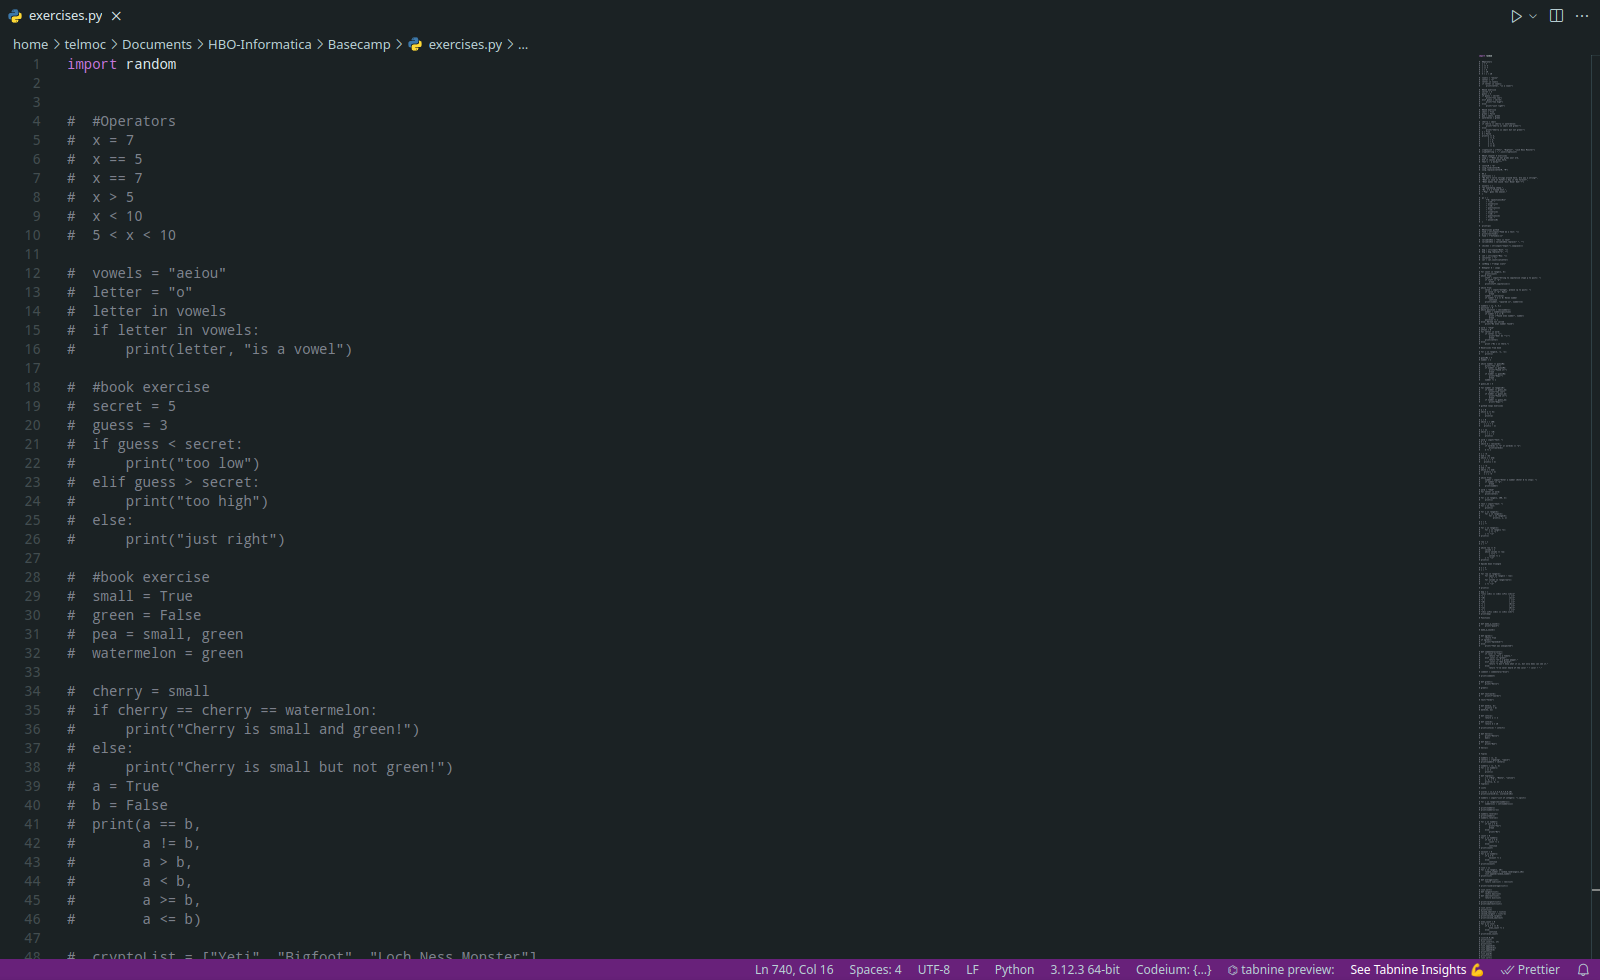 exercises.py
home telmoc Documents HBO-Informatica Basecamp exercises.py ...
1 import random
2
3
4 #  #Operators
5 #  x = 7
6 #  x == 5
7 #  x == 7
8 #  x > 5
9 #  x < 10
10 #  5 < x < 10
11
12 #  vowels = "aeiou"
13 #  letter = "o"
14 #  letter in vowels
15 #  if letter in vowels:
16 #      print(letter, "is a vowel")
17
18 #  #book exercise
19 #  secret = 5
20 #  guess = 3
21 #  if guess < secret:
22 #      print("too low")
23 #  elif guess > secret:
24 #      print("too high")
25 #  else:
26 #      print("just right")
27
28 #  #book exercise
29 #  small = True
30 #  green = False
31 #  pea = small, green
32 #  watermelon = green
33
34 #  cherry = small
35 #  if cherry == cherry == watermelon:
36 #      print("Cherry is small and green!")
37 #  else:
38 #      print("Cherry is small but not green!")
39 #  a = True
40 #  b = False
41 #  print(a == b,
42 #        a != b,
43 #        a > b,
44 #        a < b,
45 #        a >= b,
46 #        a <= b)
47
48 #  cryptoList = ["Yeti", "Bigfoot", "Loch Ness Monster"]
Ln 740, Col 16 Spaces: 4 UTF-8 LF Python 3.12.3 64-bit Codeium: {...} tabnine preview: See Tabnine Insights 💪 Prettier